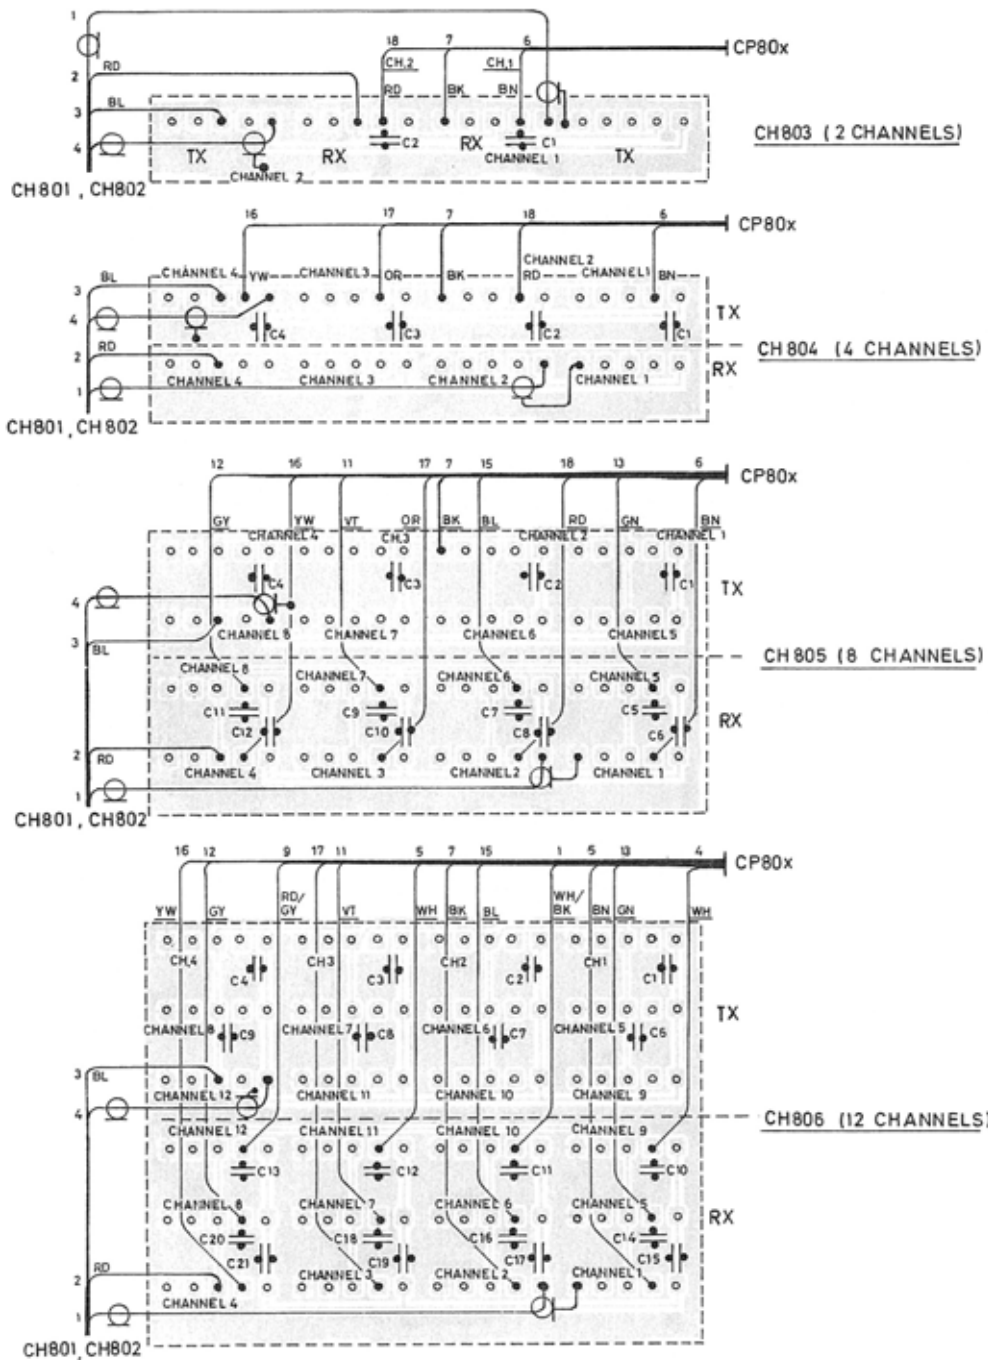 1
18 7 6
CP80x
CH,2 CH,1
2 RD
RD BK BN
BL
3
4
C2 C1
TX RX RX TX
CHANNEL 1
CHANNEL 2
CH803 (2 CHANNELS)
CH801, CH802
16 17 7 18 6
CP80x
CHANNEL 2
CHANNEL 4 CHANNEL 3 CHANNEL 1
BL YW OR BK RD BN
3
4
C4 C3 C2 C1
TX
CH804 (4 CHANNELS)
2 RD
RX
CHANNEL 4 CHANNEL 3 CHANNEL 2 CHANNEL 1
1
CH801, CH802
12 16 11 17 7 15 18 13 6
CP80x
GY YW VT OR BK BL RD GN BN
CHANNEL 4 CH,3 CHANNEL 2 CHANNEL 1
C4 C3 C2 C1
TX
4
3
BL
CHANNEL 8 CHANNEL 7 CHANNEL 6 CHANNEL 5
CH805 (8 CHANNELS)
CHANNEL 8 CHANNEL 7 CHANNEL 6 CHANNEL 5
C11 C9 C7 C5
C12 C10 C8 C6
RX
2 RD
CHANNEL 4 CHANNEL 3 CHANNEL 2 CHANNEL 1
1
CH801, CH802
16 12 9 17 11 5 7 15 1 5 13 4
CP80x
YW GY RD/GY VT WH BK BL WH/BK BN GN WH
CH,4 CH3 CH2 CH1
C4 C3 C2 C1
TX
CHANNEL 8 CHANNEL 7 CHANNEL 6 CHANNEL 5
C9 C8 C7 C6
3 BL
CHANNEL 12 CHANNEL 11 CHANNEL 10 CHANNEL 9
4
CH806 (12 CHANNELS)
CHANNEL 12 CHANNEL 11 CHANNEL 10 CHANNEL 9
C13 C12 C11 C10
CHANNEL 8 CHANNEL 7 CHANNEL 6 CHANNEL 5
RX
C20 C18 C16 C14
C21 C19 C17 C15
2 RD
CHANNEL 4 CHANNEL 3 CHANNEL 2 CHANNEL 1
1
CH801, CH802